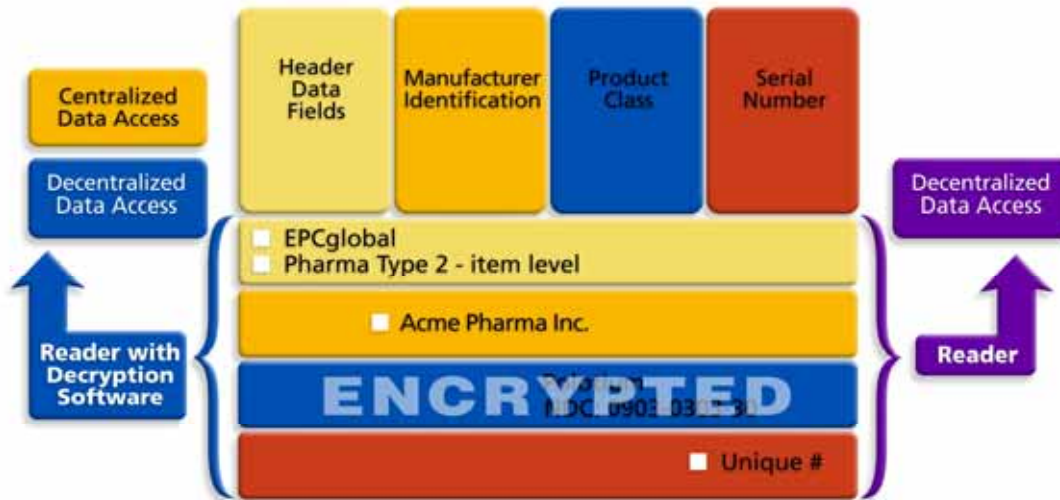 Header
Data
Fields
Manufacturer
Identification
Product
Class
Serial
Number
Centralized
Data Access
Decentralized
Data Access
Decentralized
Data Access
EPCglobal
Pharma Type 2 - item level
Acme Pharma Inc.
Reader with
Decryption
Software
Reader
ENCRYPTED
NDC
Unique #